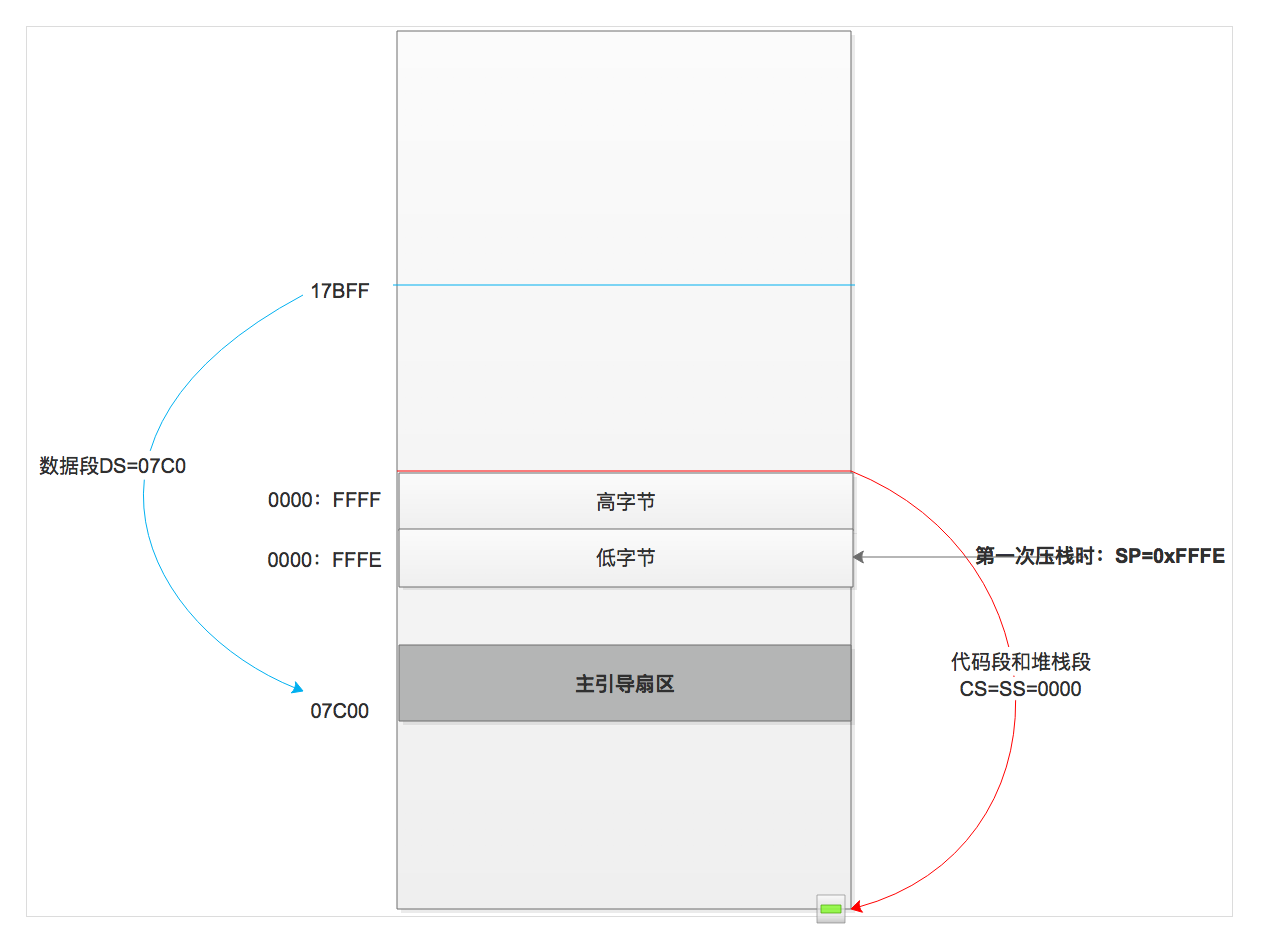 17BFF
数据段DS=07C0
0000：FFFF
高字节
0000：FFFE
低字节
第一次压栈时：SP=0xFFFE
代码段和堆栈段
CS=SS=0000
主引导扇区
07C00